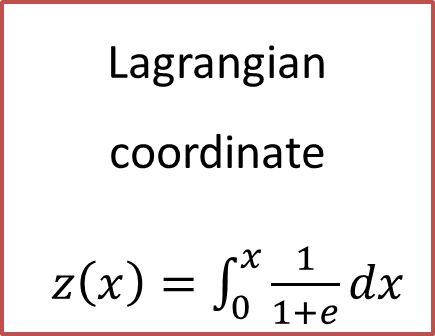 Lagrangian
coordinate
z(x) = ∫₀ˣ 1/(1+e) dx